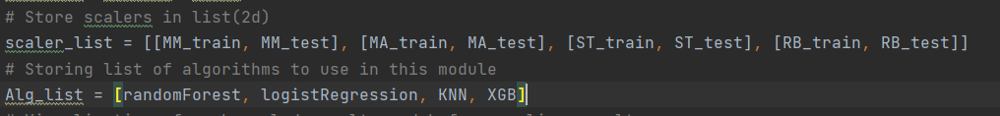 # Store scalers in list(2d)
scaler_list = [[MM_train, MM_test], [MA_train, MA_test], [ST_train, ST_test], [RB_train, RB_test]]
# Storing list of algorithms to use in this module
Alg_list = [randomForest, logistRegression, KNN, XGB]